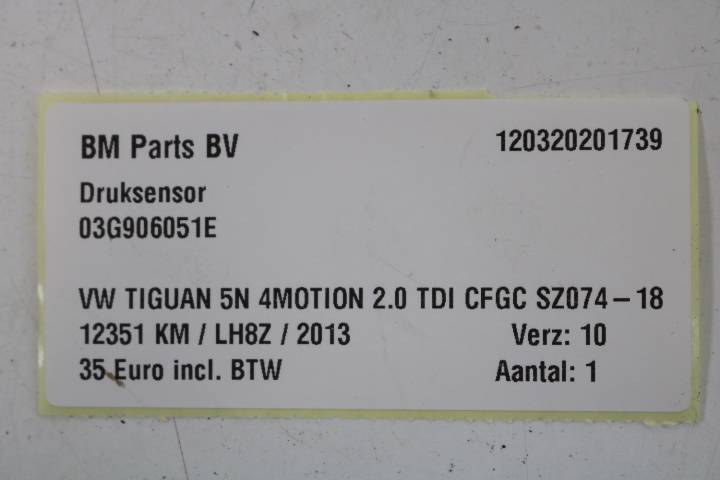 BM Parts BV 120320201739
Druksensor
03G906051E
VW TIGUAN 5N 4MOTION 2.0 TDI CFGC SZ074-18
12351 KM / LH8Z / 2013 Verz: 10
35 Euro incl. BTW Aantal: 1